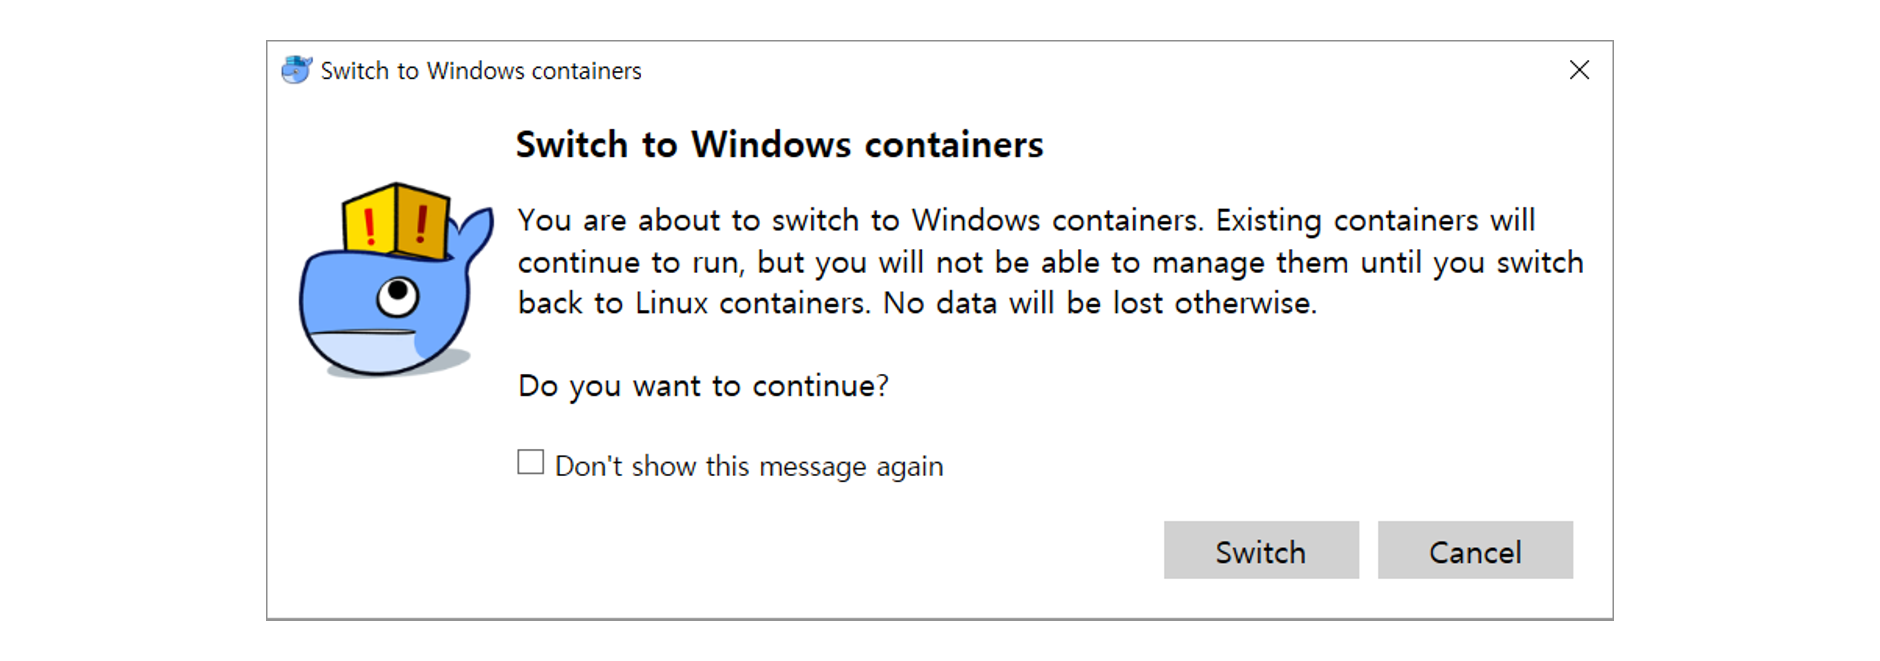 Switch to Windows containers
Switch to Windows containers
! !
You are about to switch to Windows containers. Existing containers will
continue to run, but you will not be able to manage them until you switch
back to Linux containers. No data will be lost otherwise.
Do you want to continue?
Don't show this message again
Switch Cancel